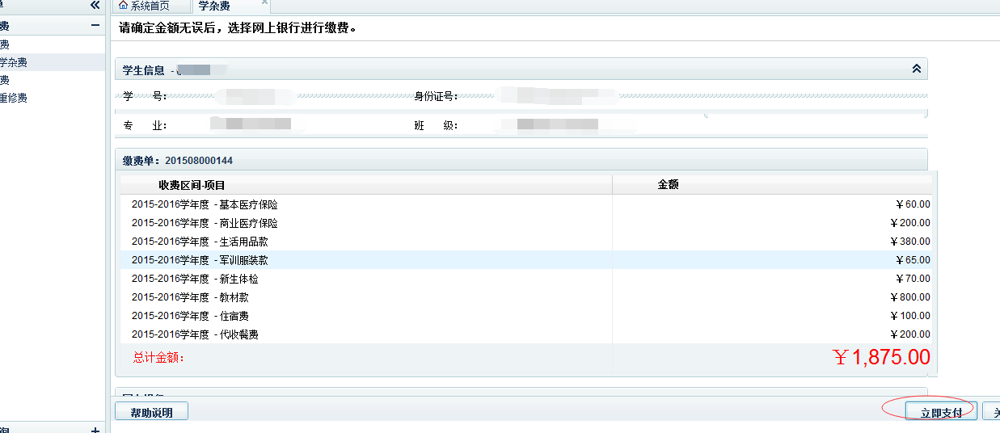 系统首页 学杂费
请确定金额无误后，选择网上银行进行缴费。
费
费
学杂费
费
重修费
学生信息 -
学 号： 身份证号：
专 业： 班 级：
缴费单：201508000144
收费区间-项目 金额
2015-2016学年度 - 基本医疗保险 ￥60.00
2015-2016学年度 - 商业医疗保险 ￥200.00
2015-2016学年度 - 生活用品款 ￥380.00
2015-2016学年度 - 军训服装款 ￥65.00
2015-2016学年度 - 新生体检 ￥70.00
2015-2016学年度 - 教材款 ￥800.00
2015-2016学年度 - 住宿费 ￥100.00
2015-2016学年度 - 代收餐费 ￥200.00
总计金额： ￥1,875.00
帮助说明 立即支付